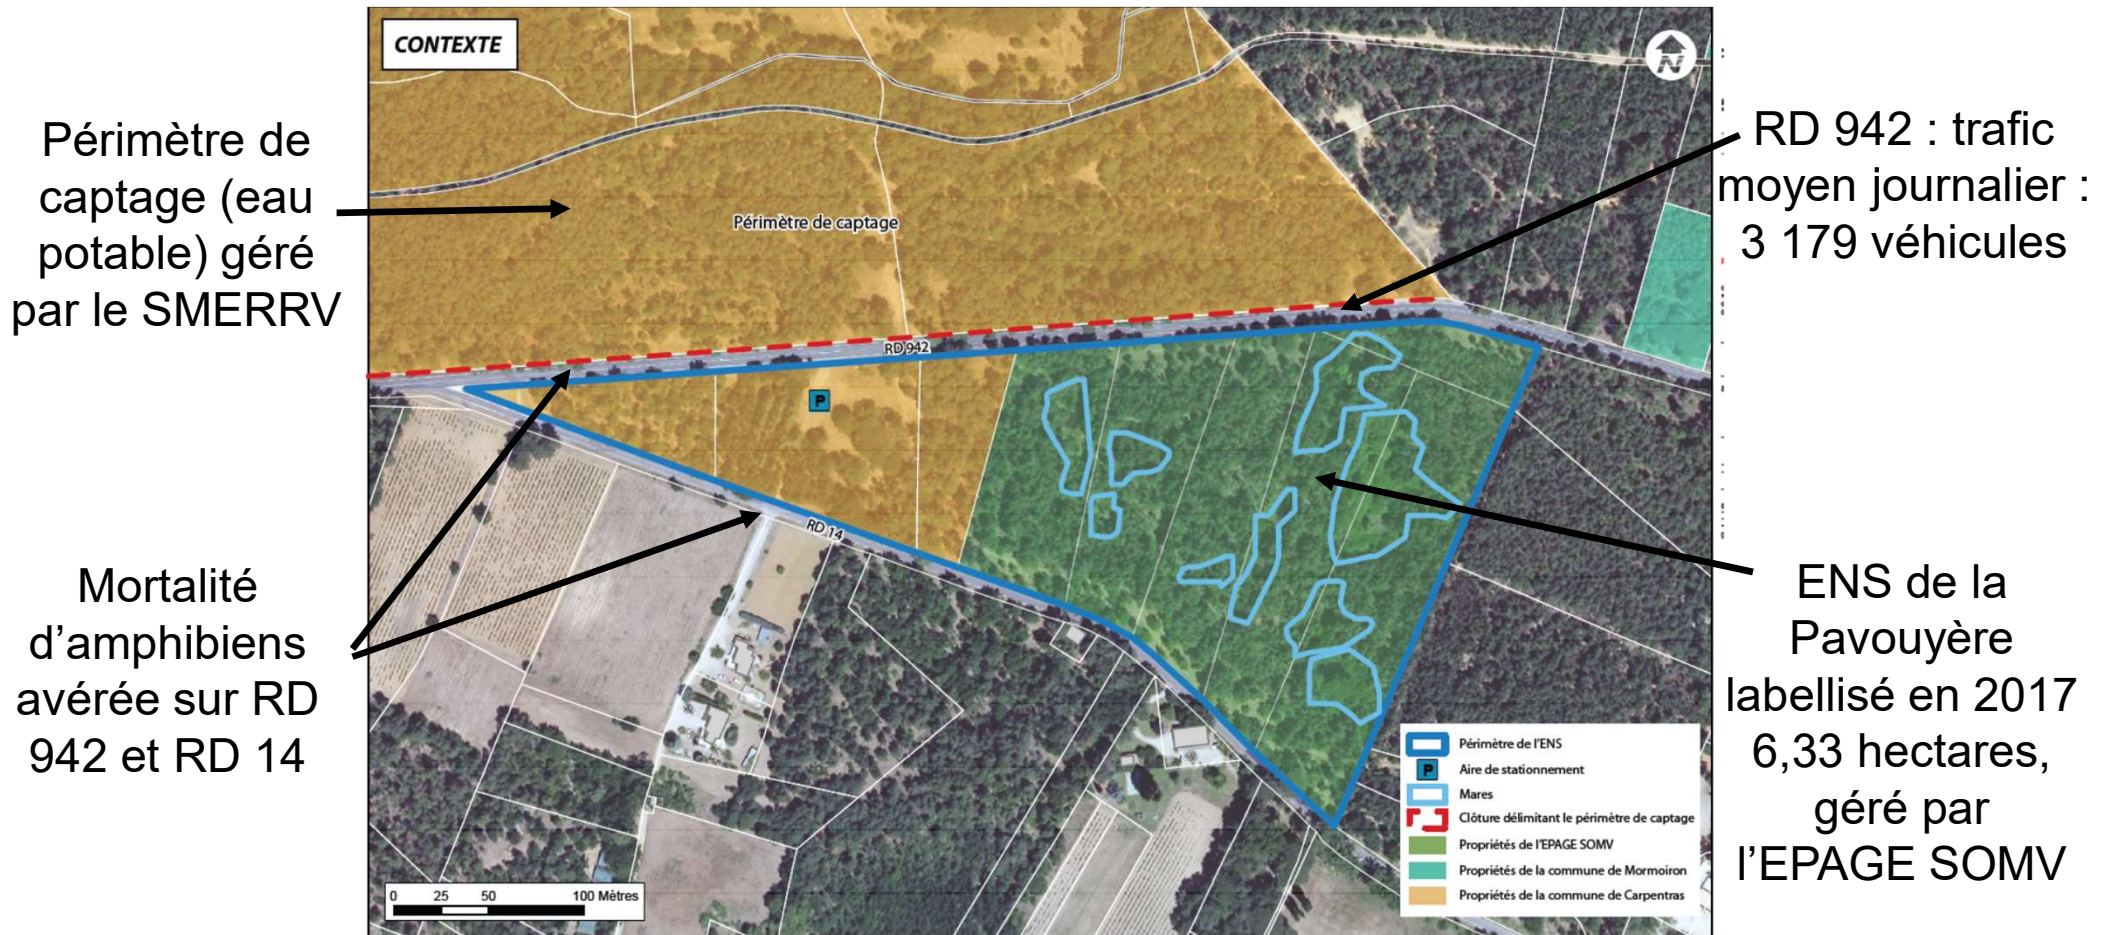 CONTEXTE
N
Périmètre de
captage (eau
potable) géré
par le SMERRV
Périmètre de captage
RD 942 : trafic
moyen journalier :
3 179 véhicules
RD 942
P
RD 14
Mortalité
d’amphibiens
avérée sur RD
942 et RD 14
ENS de la
Pavouyère
labellisé en 2017
6,33 hectares,
géré par
l’EPAGE SOMV
Périmètre de l'ENS
P Aire de stationnement
Mares
Clôture délimitant le périmètre de captage
Propriétés de l'EPAGE SOMV
Propriétés de la commune de Mormoiron
Propriétés de la commune de Carpentras
0 25 50 100 Mètres